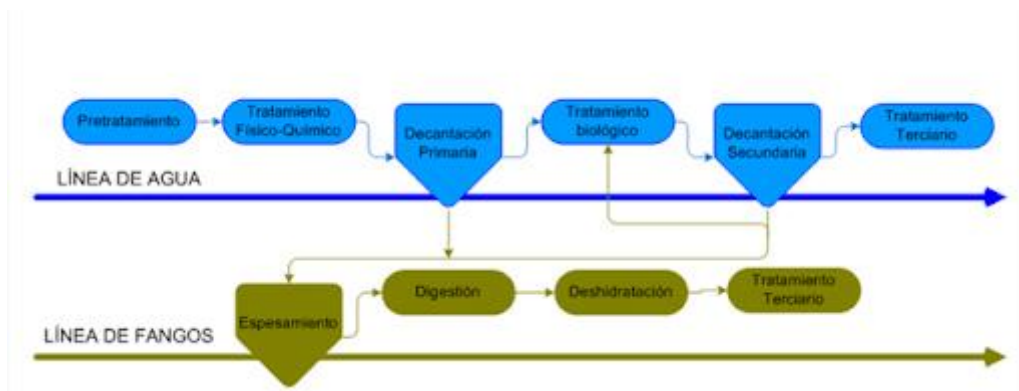 Pretratamiento
Tratamiento
Físico-Químico
Decantación
Primaria
Tratamiento
biológico
Decantación
Secundaria
Tratamiento
Terciario
LÍNEA DE AGUA
Espesamiento
Digestión
Deshidratación
Tratamiento
Terciario
LÍNEA DE FANGOS